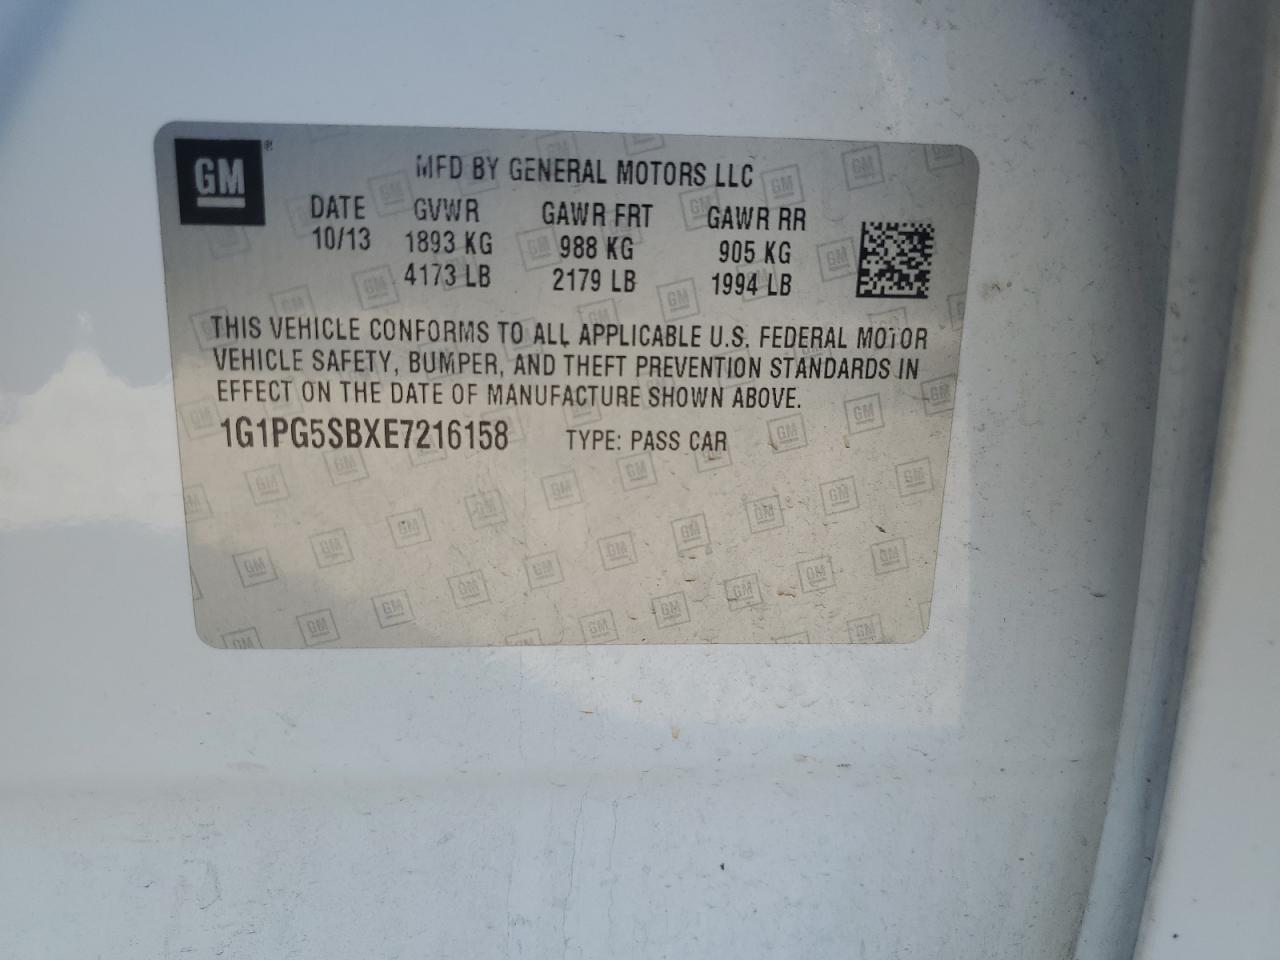 GM ®
MFD BY GENERAL MOTORS LLC
DATE GVWR GAWR FRT GAWR RR
10/13 1893 KG 988 KG 905 KG
4173 LB 2179 LB 1994 LB
THIS VEHICLE CONFORMS TO ALL APPLICABLE U.S. FEDERAL MOTOR
VEHICLE SAFETY, BUMPER, AND THEFT PREVENTION STANDARDS IN
EFFECT ON THE DATE OF MANUFACTURE SHOWN ABOVE.
1G1PG5SBXE7216158 TYPE: PASS CAR